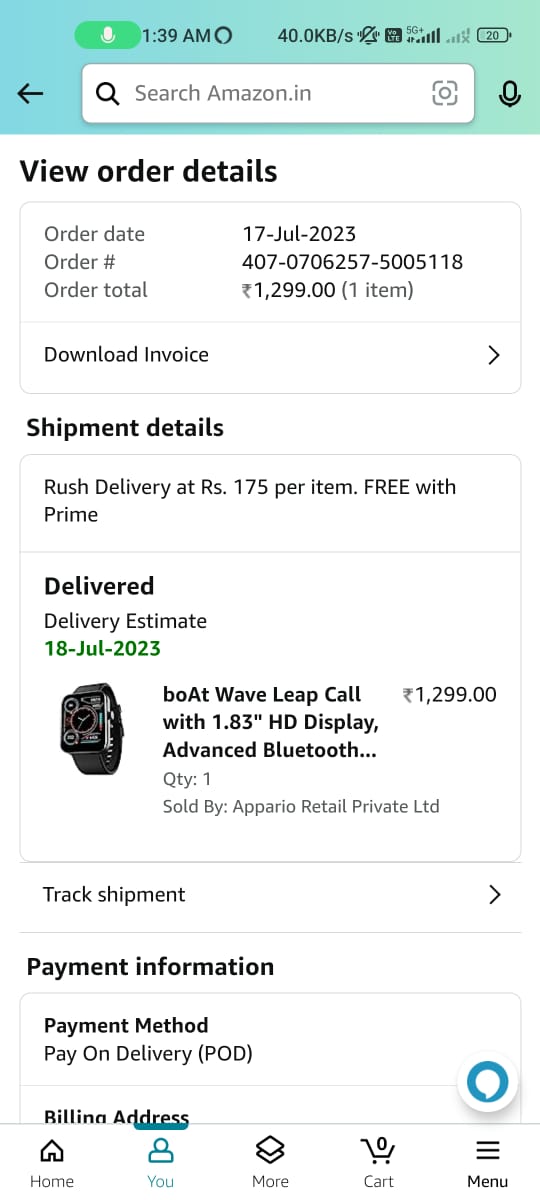 1:39 AM 40.0KB/s Vo LTE 5G+ 20
Search Amazon.in
View order details
Order date 17-Jul-2023
Order # 407-0706257-5005118
Order total ₹1,299.00 (1 item)
Download Invoice
Shipment details
Rush Delivery at Rs. 175 per item. FREE with
Prime
Delivered
Delivery Estimate
18-Jul-2023
boAt Wave Leap Call ₹1,299.00
with 1.83" HD Display,
Advanced Bluetooth...
Qty: 1
Sold By: Appario Retail Private Ltd
Track shipment
Payment information
Payment Method
Pay On Delivery (POD)
Billing Address
0
Home You More Cart Menu